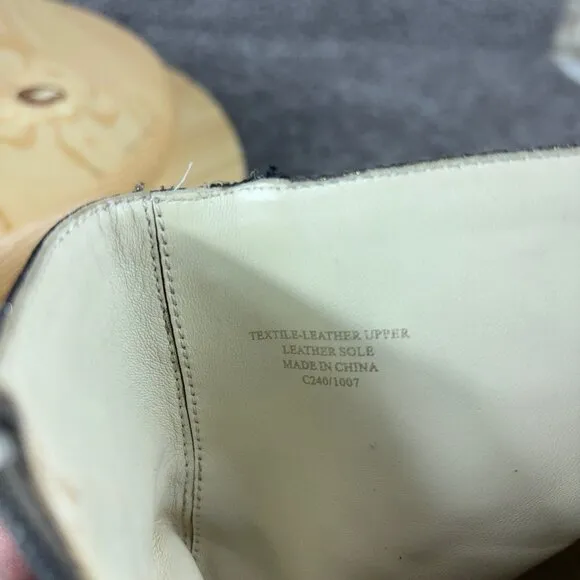 TEXTILE-LEATHER UPPER
LEATHER SOLE
MADE IN CHINA
C240/1007